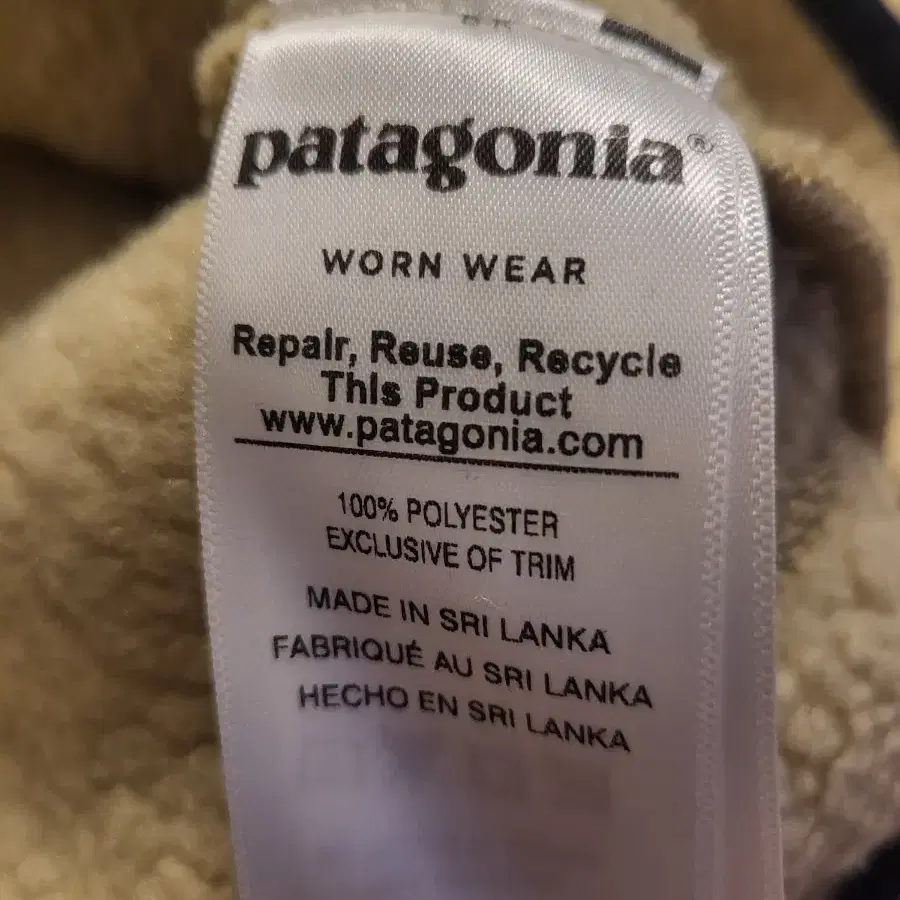 patagonia®
WORN WEAR
Repair, Reuse, Recycle
This Product
www.patagonia.com
100% POLYESTER
EXCLUSIVE OF TRIM
MADE IN SRI LANKA
FABRIQUÉ AU SRI LANKA
HECHO EN SRI LANKA